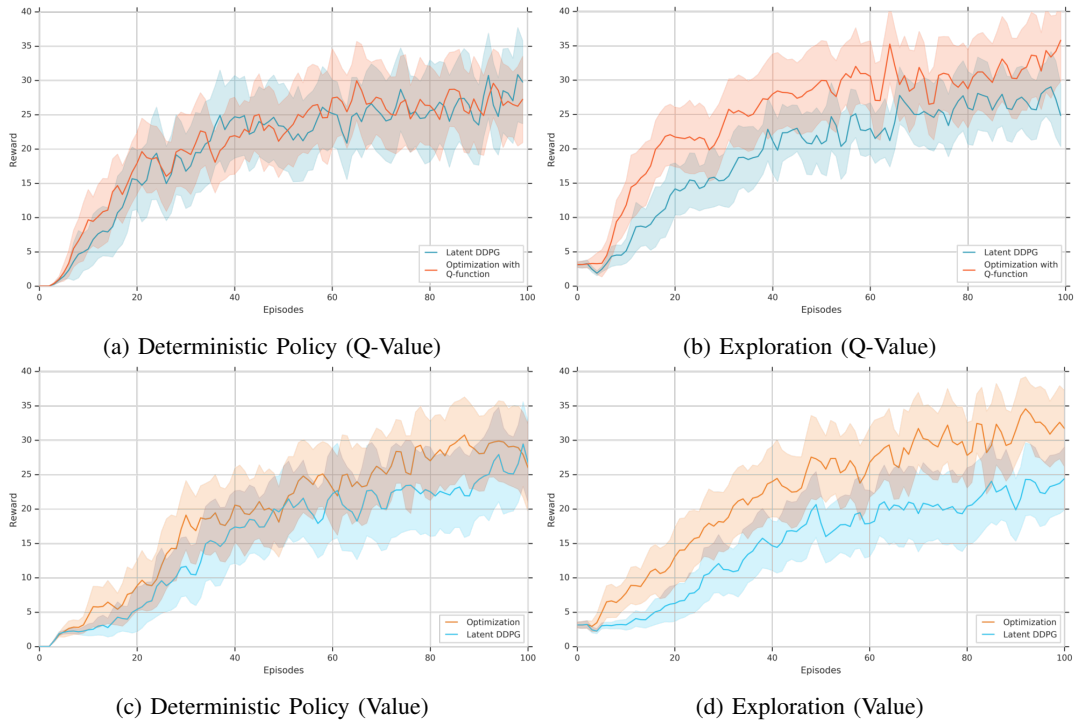 40
35
30
25
20
15
10
5
0
Reward
0
20
40
60
80
100
Episodes
Latent DDPG
Optimization with
Q-function
(a) Deterministic Policy (Q-Value)
40
35
30
25
20
15
10
5
0
Reward
0
20
40
60
80
100
Episodes
Latent DDPG
Optimization with
Q-function
(b) Exploration (Q-Value)
40
35
30
25
20
15
10
5
0
Reward
0
20
40
60
80
100
Episodes
Optimization
Latent DDPG
(c) Deterministic Policy (Value)
40
35
30
25
20
15
10
5
0
Reward
0
20
40
60
80
100
Episodes
Optimization
Latent DDPG
(d) Exploration (Value)